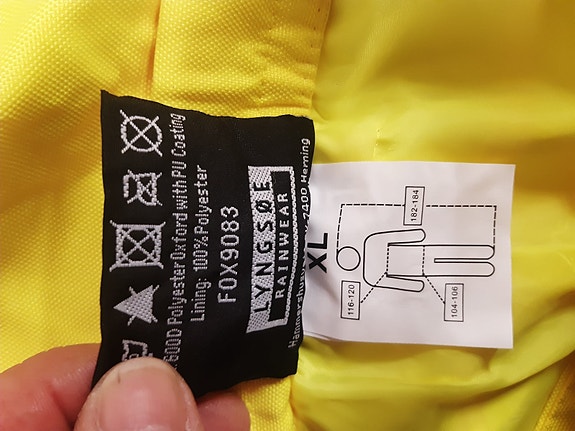 LYNGSØE
RAINWEAR
FOX9083
Lining: 100% Polyester
600D Polyester Oxford with PU Coating
7400 Herning
XL
182-184
116-120
104-106